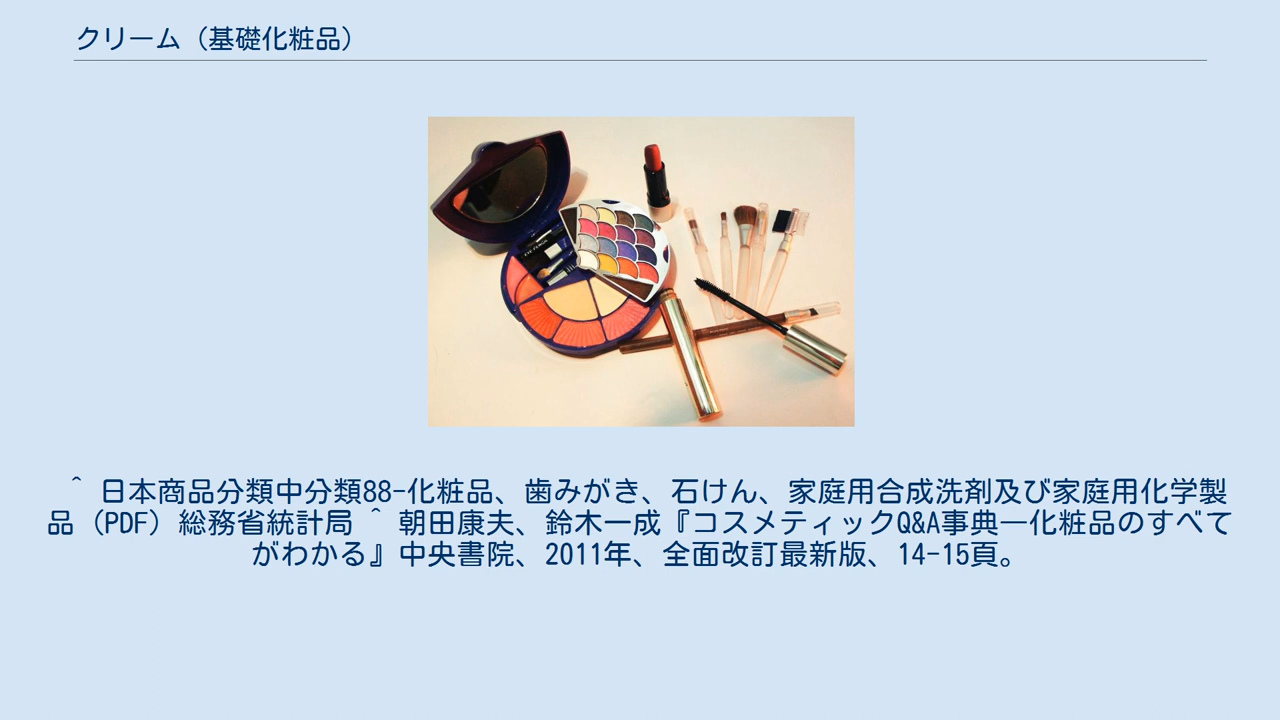 クリーム（基礎化粧品）
EYE PENCIL
^ 日本商品分類中分類88-化粧品、歯みがき、石けん、家庭用合成洗剤及び家庭用化学製
品（PDF）総務省統計局 ^ 朝田康夫、鈴木一成『コスメティックQ&A事典―化粧品のすべて
がわかる』中央書院、2011年、全面改訂最新版、14-15頁。